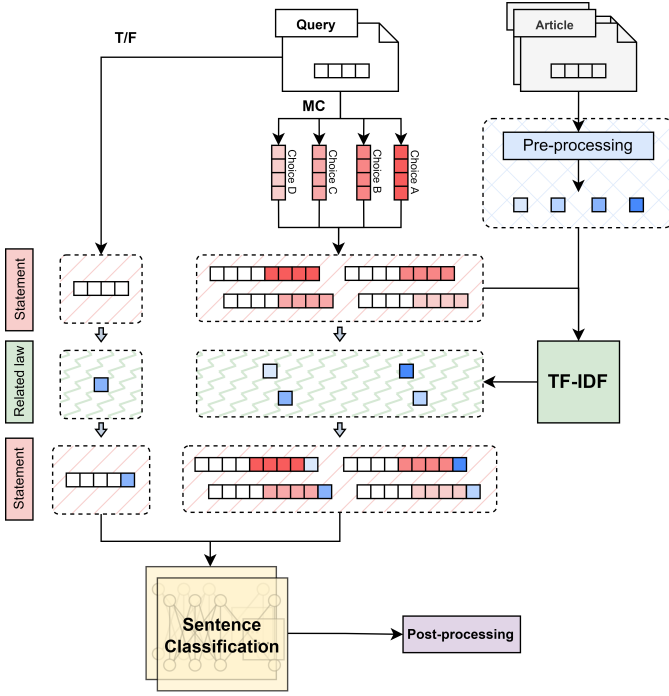 Query
Article
T/F
MC
Choice D
Choice C
Choice B
Choice A
Pre-processing
Statement
Related law
TF-IDF
Statement
Sentence
Classification
Post-processing